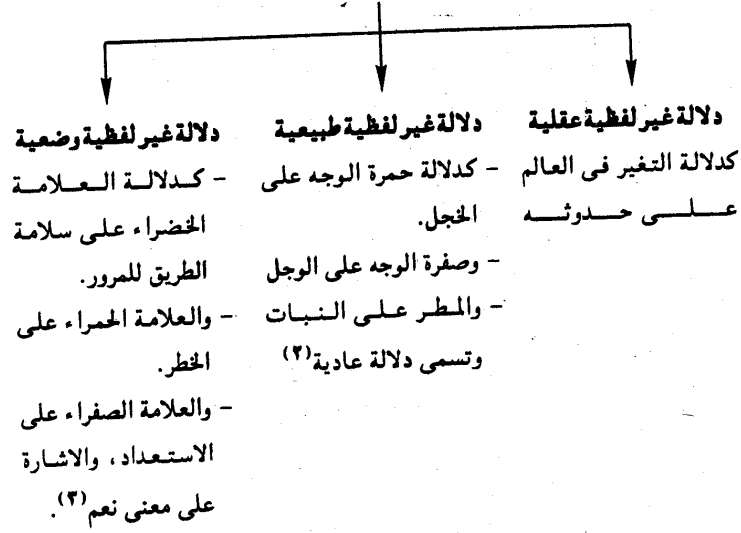 دلالة غير لفظية عقلية
كدلالة التغير فى العالم
علـــى حـــدوثـــه
دلالة غير لفظية طبيعية
- كدلالة حمرة الوجه على
الخجل.
- وصفرة الوجه على الوجل
- والمطر على النبات
وتسمى دلالة عادية(٢)
دلالة غير لفظية وضعية
- كدلالة العلامة
الخضراء على سلامة
الطريق للمرور.
- والعلامة الحمراء على
الخطر.
- والعلامة الصفراء على
الاستعداد، والاشارة
على معنى نعم(٣).